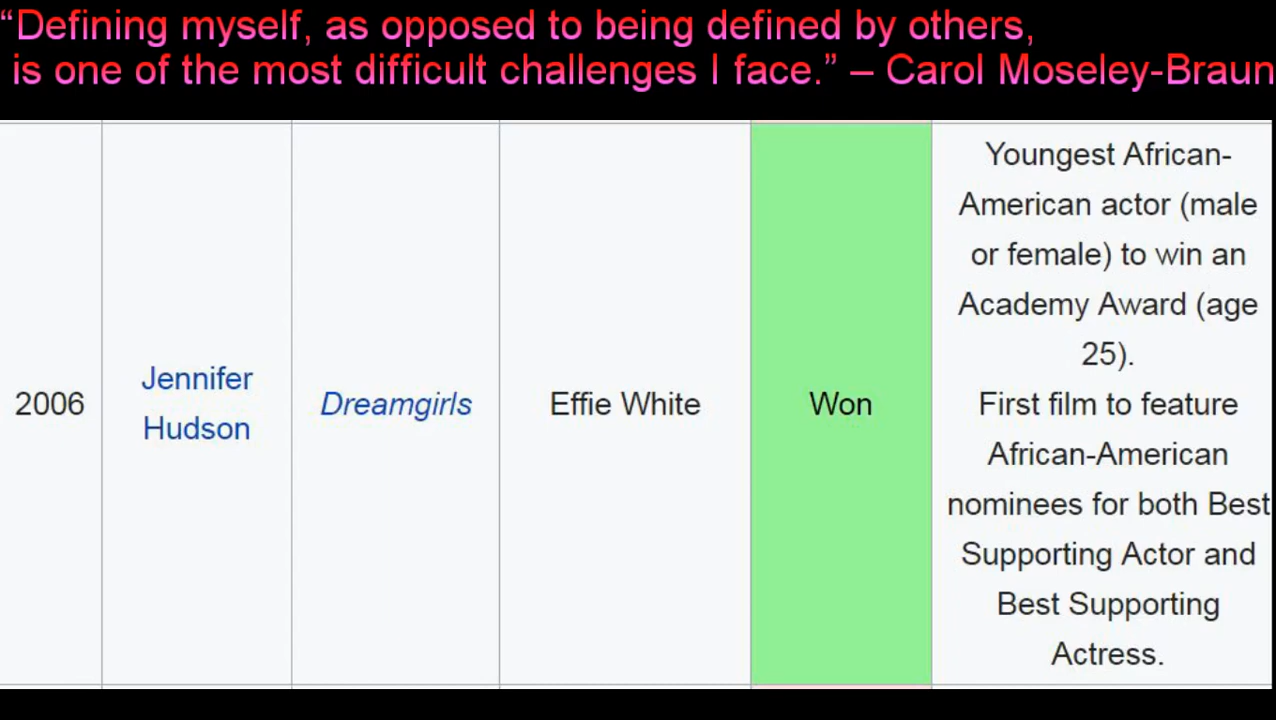 “Defining myself, as opposed to being defined by others,
is one of the most difficult challenges I face.” – Carol Moseley-Braun
2006
Jennifer
Hudson
Dreamgirls
Effie White
Won
Youngest African-
American actor (male
or female) to win an
Academy Award (age
25).
First film to feature
African-American
nominees for both Best
Supporting Actor and
Best Supporting
Actress.